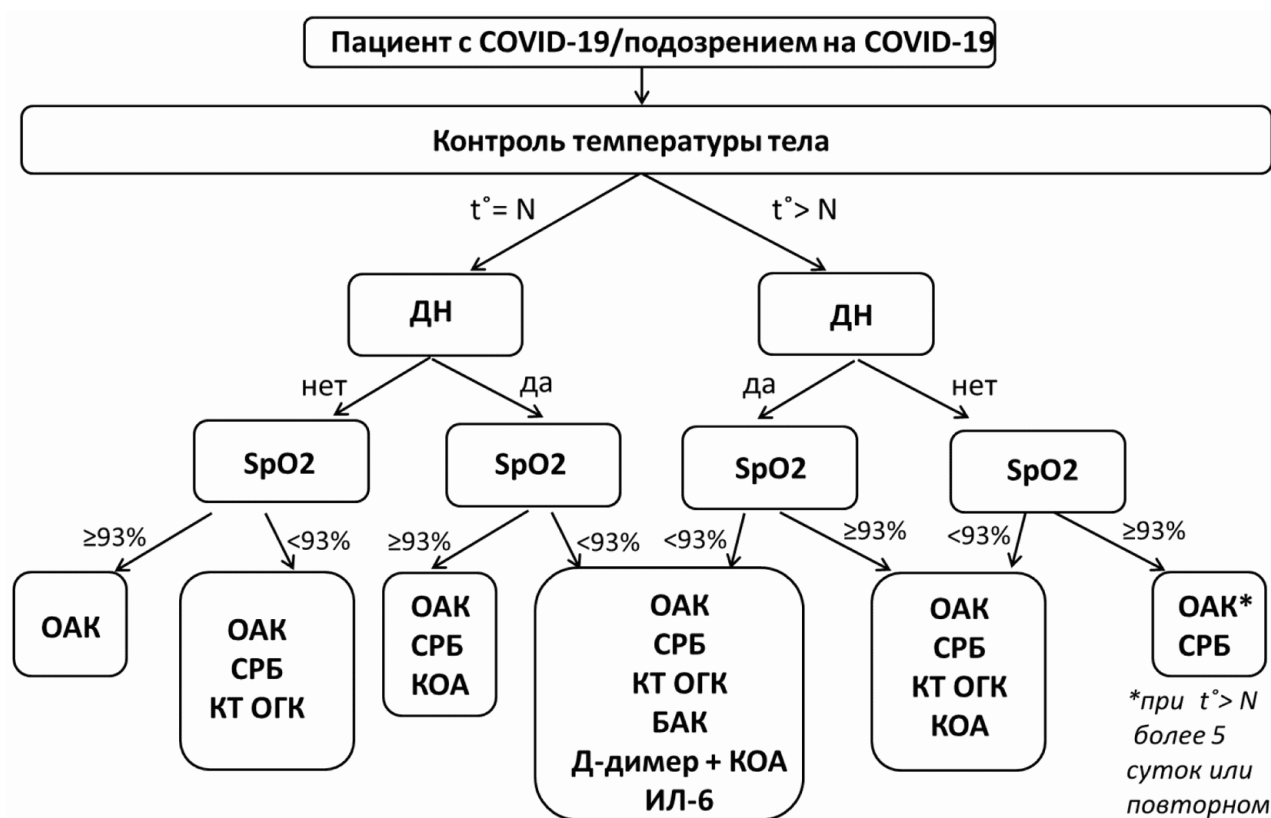 Пациент с COVID-19/подозрением на COVID-19
Контроль температуры тела
t˚= N
t˚> N
ДН
ДН
нет
да
да
нет
SpO2
SpO2
SpO2
SpO2
≥93%
<93%
≥93%
<93%
<93%
≥93%
<93%
≥93%
ОАК
ОАК
СРБ
КТ ОГК
ОАК
СРБ
КОА
ОАК
СРБ
КТ ОГК
БАК
Д-димер + КОА
ИЛ-6
ОАК
СРБ
КТ ОГК
КОА
ОАК*
СРБ
*при t˚> N
более 5
суток или
повторном